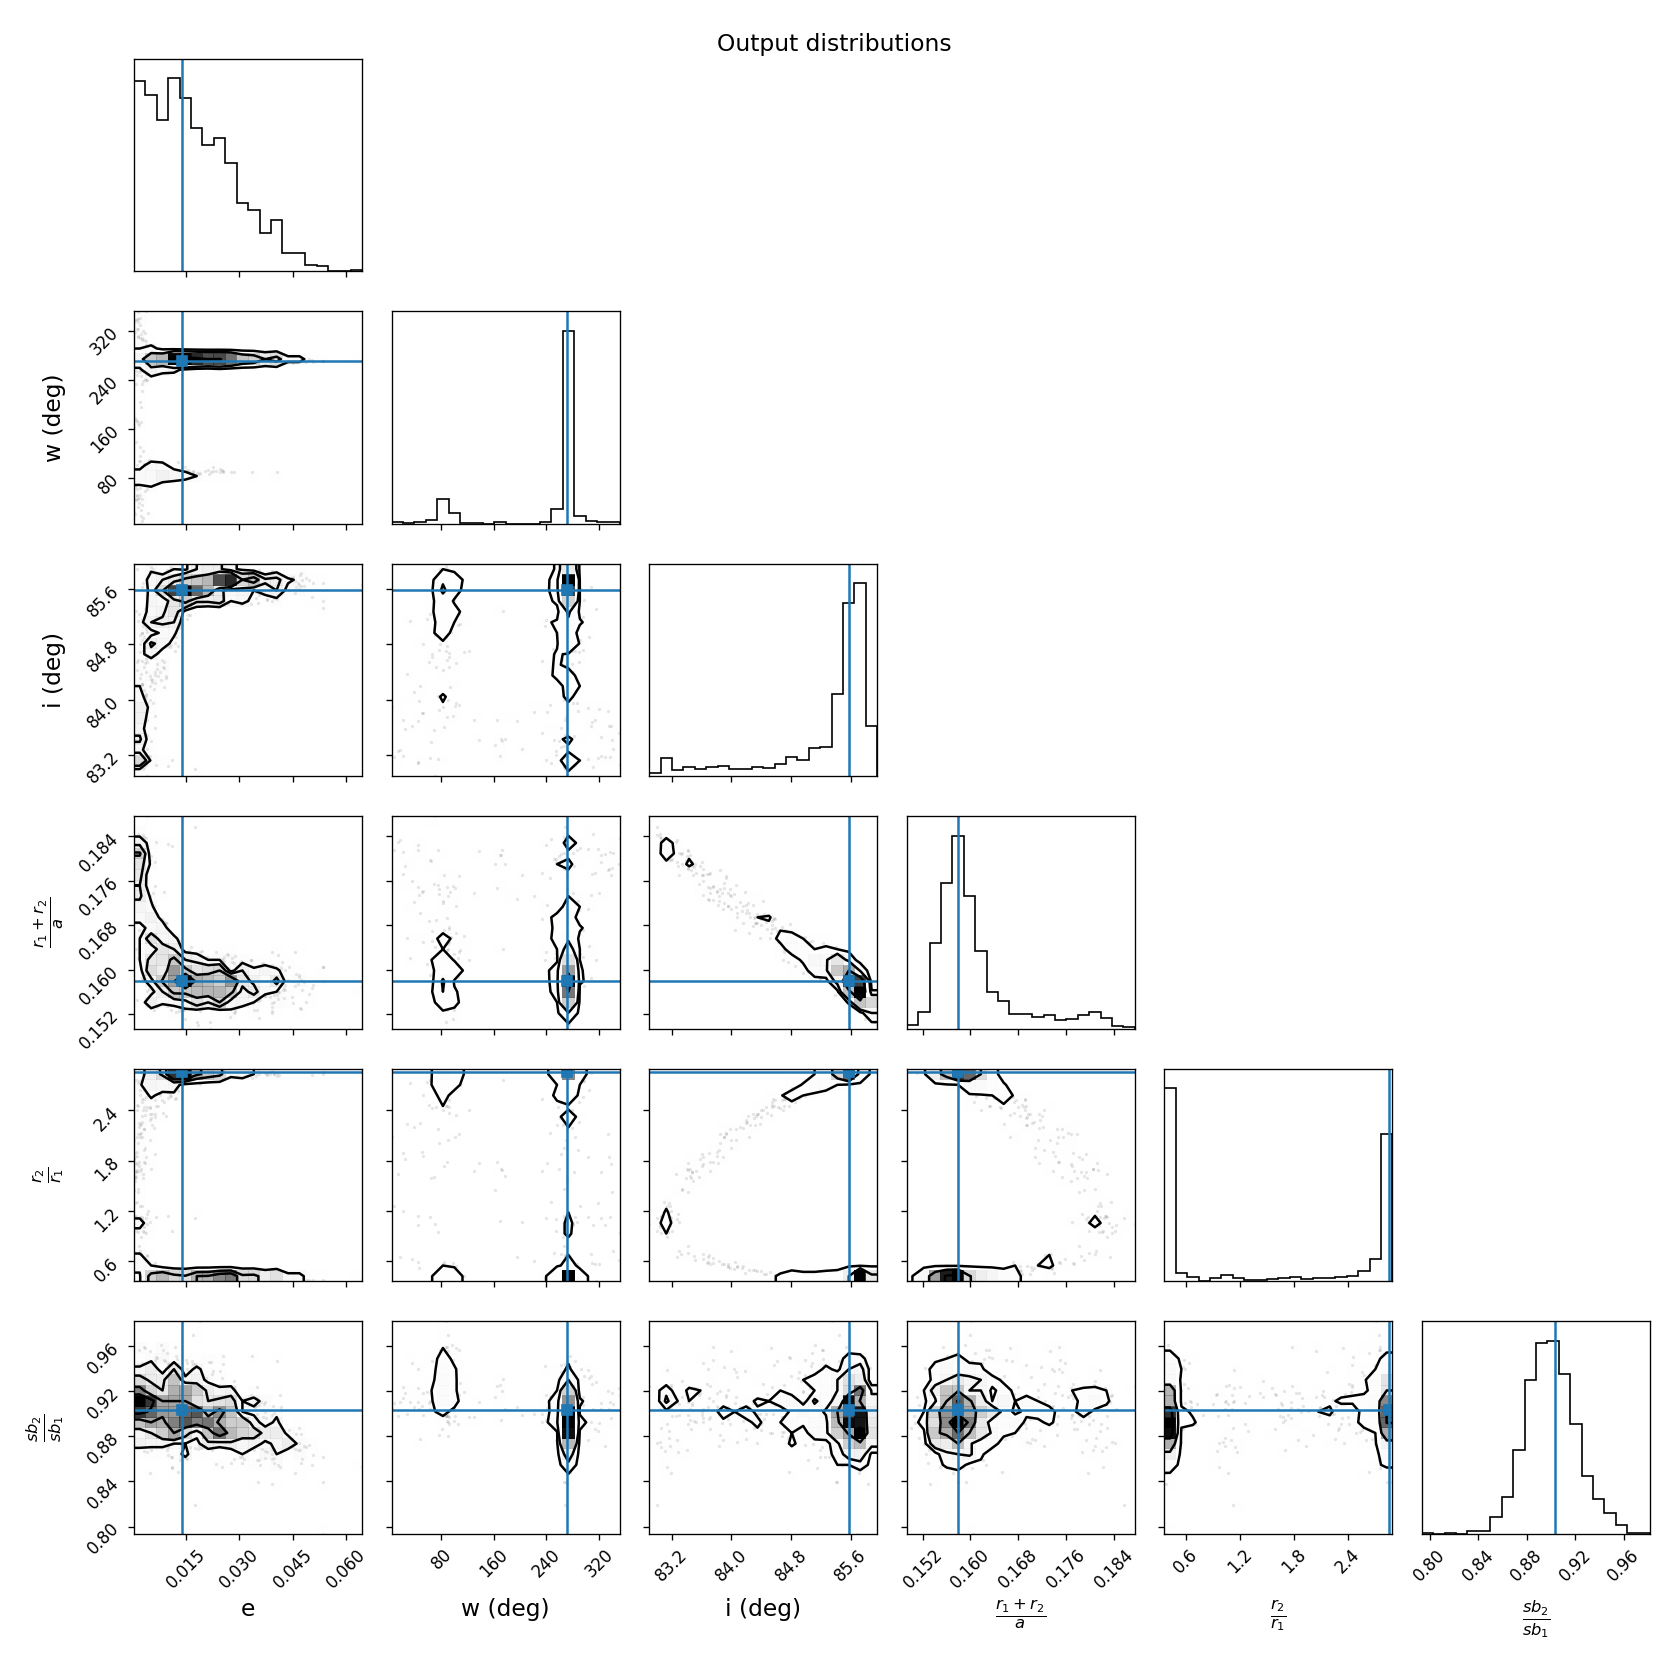 Output distributions
w (deg)
320
240
160
80
i (deg)
85.6
84.8
84.0
83.2
r₁ + r₂
a
0.184
0.176
0.168
0.160
0.152
r₂
r₁
2.4
1.8
1.2
0.6
sb₂
sb₁
0.96
0.92
0.88
0.84
0.80
0.015 0.030 0.045 0.060
80 160 240 320
83.2 84.0 84.8 85.6
0.152 0.160 0.168 0.176 0.184
0.6 1.2 1.8 2.4
0.80 0.84 0.88 0.92 0.96
e
w (deg)
i (deg)
r₁ + r₂
a
r₂
r₁
sb₂
sb₁